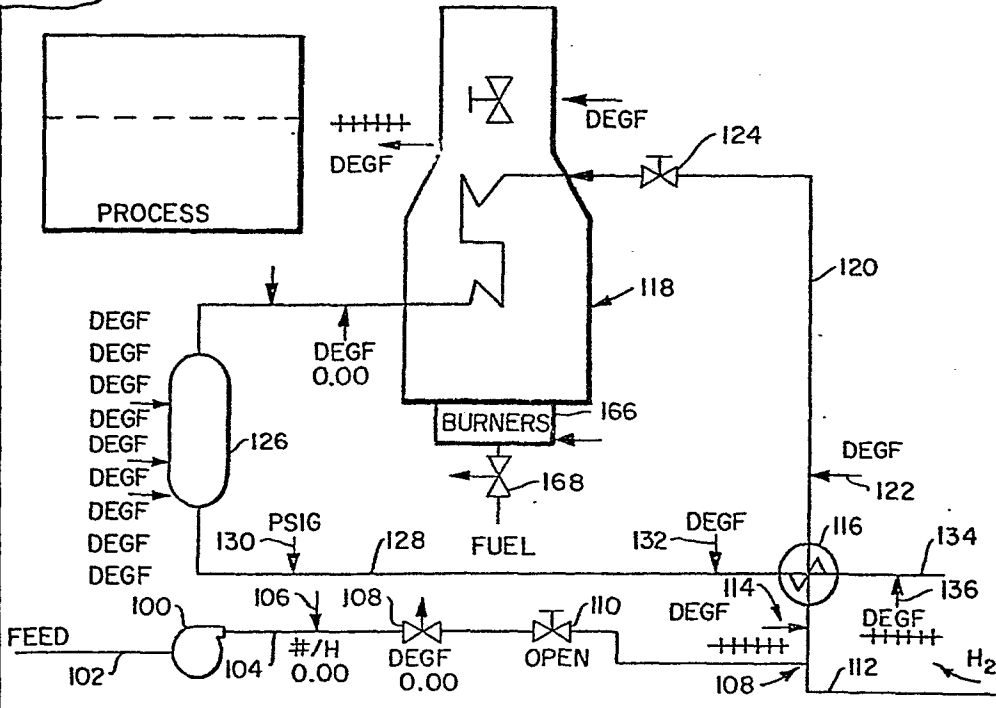 DEGF
DEGF
124
PROCESS
120
118
DEGF
DEGF
DEGF
0.00
DEGF
DEGF
DEGF
DEGF
DEGF
DEGF
DEGF
DEGF
126
BURNERS
166
168
FUEL
DEGF
122
PSIG
130
128
DEGF
132
116
134
114
DEGF
DEGF
136
100
106
108
110
FEED
102
104
#/H
0.00
DEGF
0.00
OPEN
108
112
H2